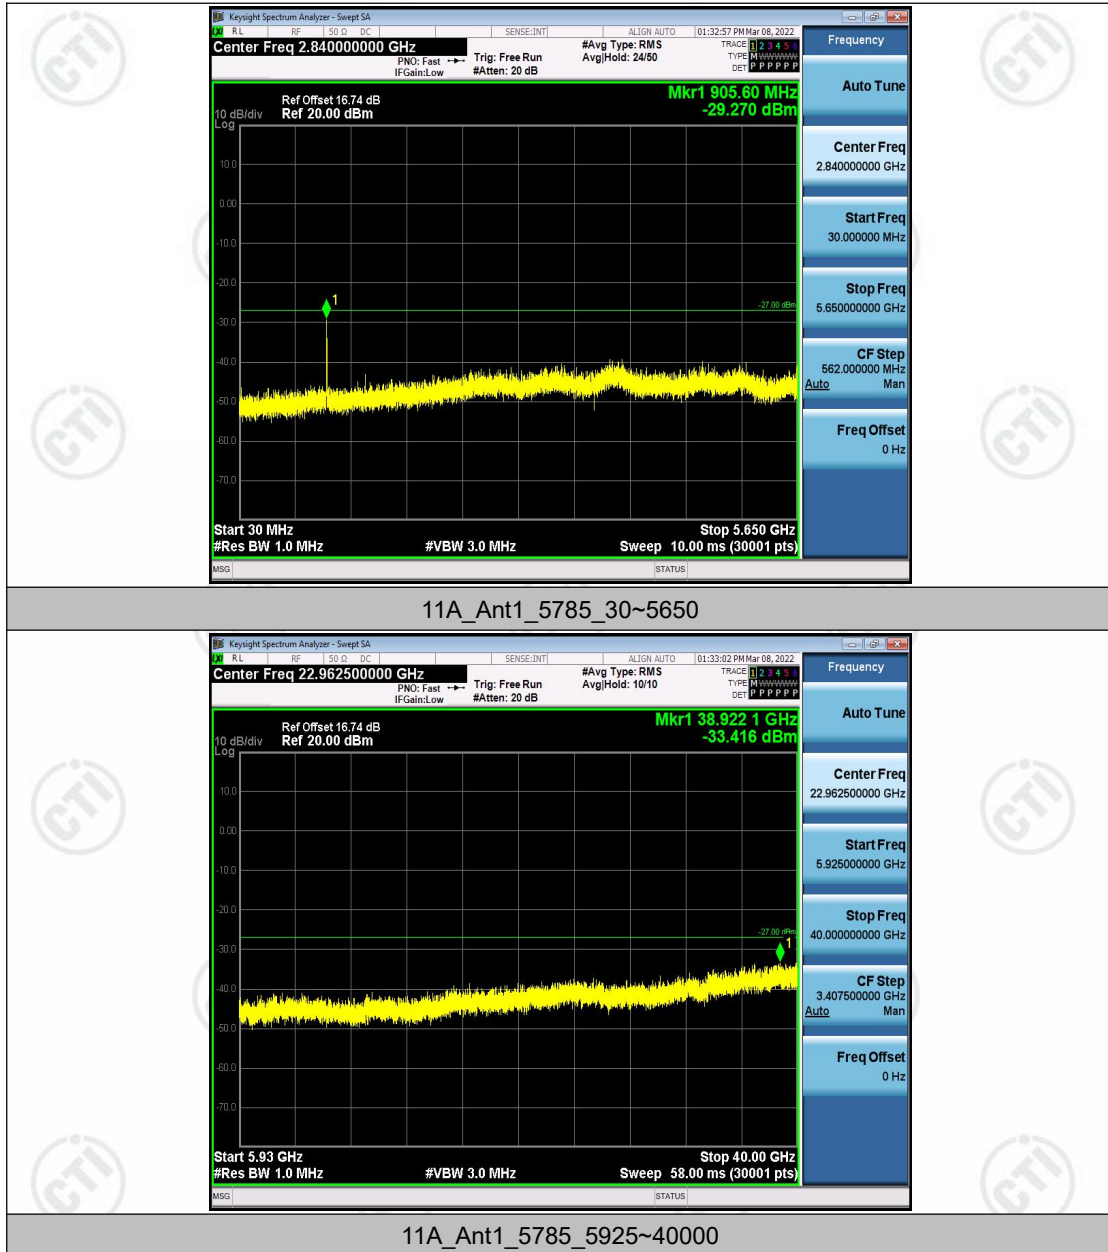 Keysight Spectrum Analyzer - Swept SA
LXI RL RF 50 Ω DC SENSE:INT ALIGN AUTO 01:32:57 PM Mar 08, 2022
Center Freq 2.840000000 GHz
PNO: Fast
IFGain:Low
Trig: Free Run
#Atten: 20 dB
#Avg Type: RMS
Avg|Hold: 24/50
TRACE 1 2 3 4 5 6
TYPE M WWWWW
DET P P P P P P
Frequency
Auto Tune
Center Freq
2.840000000 GHz
Start Freq
30.000000 MHz
Stop Freq
5.650000000 GHz
CF Step
562.000000 MHz
Auto Man
Freq Offset
0 Hz
Mkr1 905.60 MHz
-29.270 dBm
Ref Offset 16.74 dB
10 dB/div Ref 20.00 dBm
Log
10.0
0.00
-10.0
-20.0
1
-27.00 dBm
-30.0
-40.0
-50.0
-60.0
-70.0
Start 30 MHz Stop 5.650 GHz
#Res BW 1.0 MHz #VBW 3.0 MHz Sweep 10.00 ms (30001 pts)
MSG STATUS
11A_Ant1_5785_30~5650
Keysight Spectrum Analyzer - Swept SA
LXI RL RF 50 Ω DC SENSE:INT ALIGN AUTO 01:33:02 PM Mar 08, 2022
Center Freq 22.962500000 GHz
PNO: Fast
IFGain:Low
Trig: Free Run
#Atten: 20 dB
#Avg Type: RMS
Avg|Hold: 10/10
TRACE 1 2 3 4 5 6
TYPE M WWWWW
DET P P P P P P
Frequency
Auto Tune
Center Freq
22.962500000 GHz
Start Freq
5.925000000 GHz
Stop Freq
40.000000000 GHz
CF Step
3.407500000 GHz
Auto Man
Freq Offset
0 Hz
Mkr1 38.922 1 GHz
-33.416 dBm
Ref Offset 16.74 dB
10 dB/div Ref 20.00 dBm
Log
10.0
0.00
-10.0
-20.0
-27.00 dBm
1
-30.0
-40.0
-50.0
-60.0
-70.0
Start 5.93 GHz Stop 40.00 GHz
#Res BW 1.0 MHz #VBW 3.0 MHz Sweep 58.00 ms (30001 pts)
MSG STATUS
11A_Ant1_5785_5925~40000
CTI
CTI
CTI
CTI
CTI
CTI
CTI
CTI